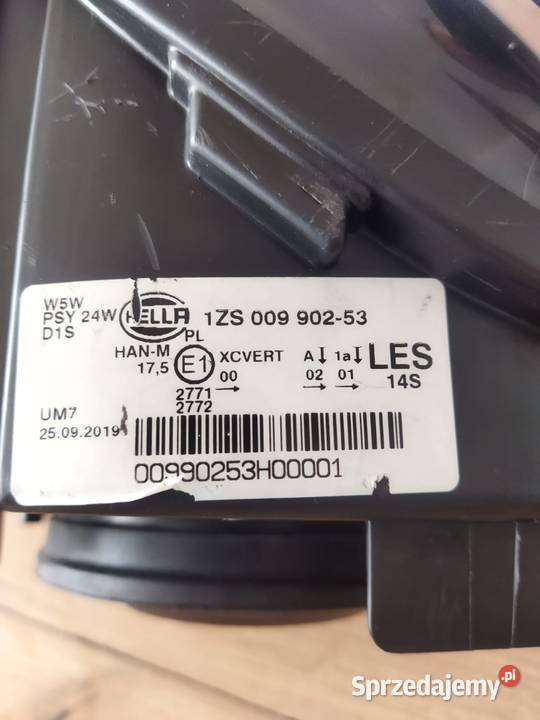 W5W
PSY 24W
D1S
HELLA
PL
1ZS 009 902-53
HAN-M
17,5
E1
XCVERT
00
→
A↓ 1a↓
02 01
→ →
LES
14S
2771
2772
UM7
25.09.2019
00990253H00001
Sprzedajemy.pl